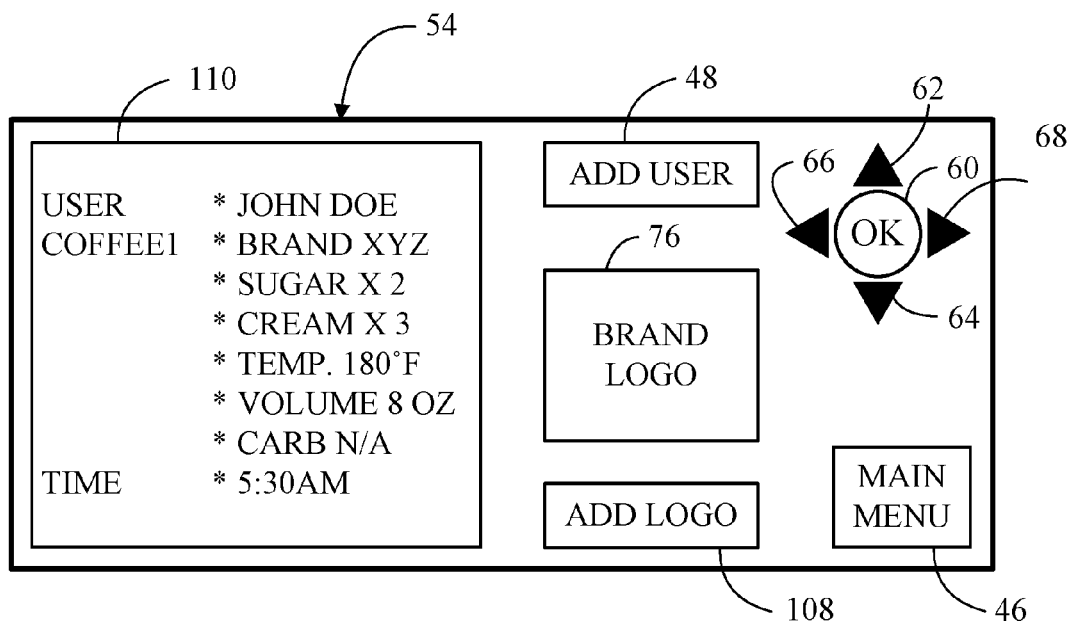 54
110
48
62
68
66
60
ADD USER
USER * JOHN DOE
COFFEE1 * BRAND XYZ
OK
76
* SUGAR X 2
* CREAM X 3
64
BRAND
LOGO
* TEMP. 180°F
* VOLUME 8 OZ
* CARB N/A
TIME * 5:30AM
MAIN
MENU
ADD LOGO
108
46